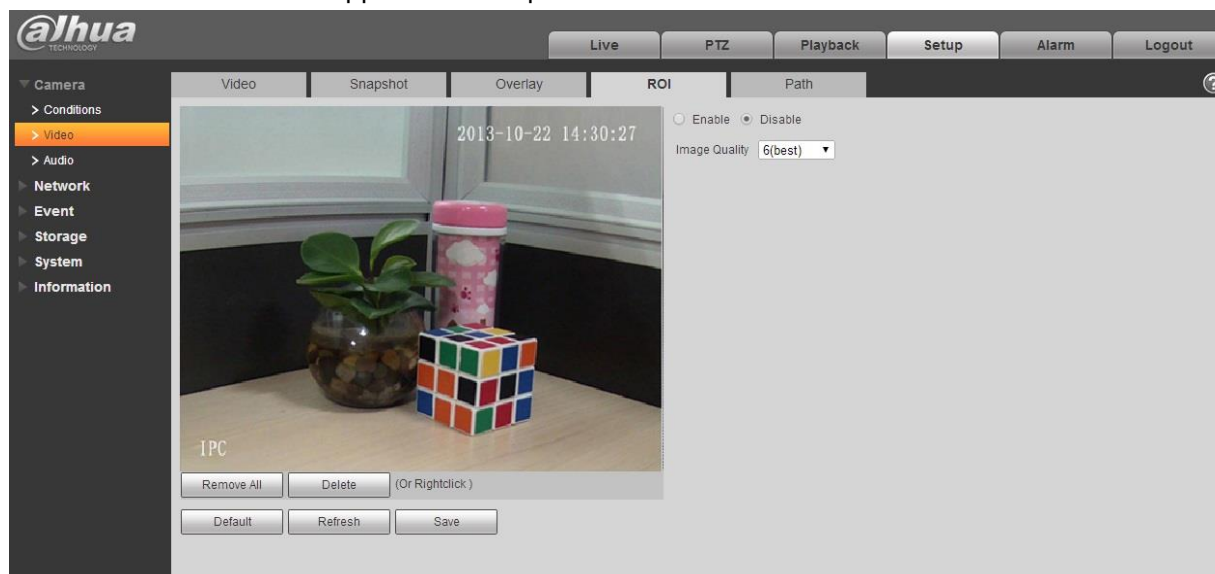 alhua
TECHNOLOGY
Live PTZ Playback Setup Alarm Logout
Camera Video Snapshot Overlay ROI Path ?
> Conditions
> Video
> Audio
Network
Event
Storage
System
Information
2013-10-22 14:30:27
IPC
Enable Disable
Image Quality 6(best)
Remove All Delete (Or Rightclick )
Default Refresh Save